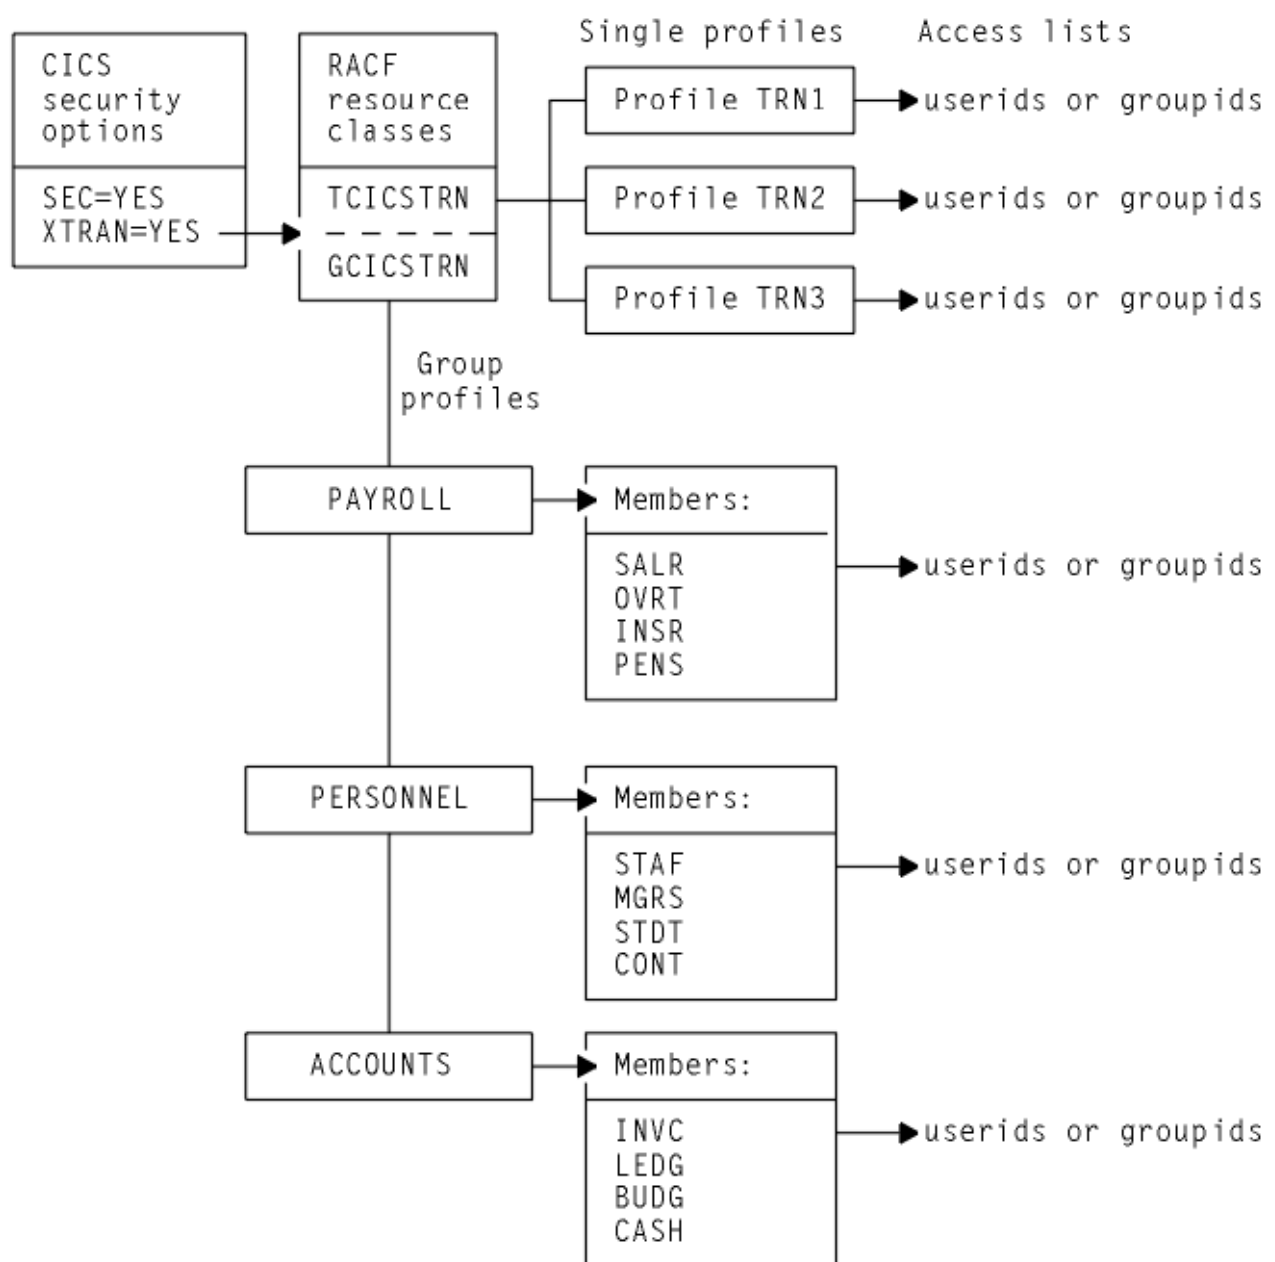 Single profiles
Access lists
CICS
security
options
SEC=YES
XTRAN=YES
RACF
resource
classes
TCICSTRN
GCICSTRN
Profile TRN1
userids or groupids
Profile TRN2
userids or groupids
Profile TRN3
userids or groupids
Group
profiles
PAYROLL
Members:
SALR
OVRT
INSR
PENS
userids or groupids
PERSONNEL
Members:
STAF
MGRS
STDT
CONT
userids or groupids
ACCOUNTS
Members:
INVC
LEDG
BUDG
CASH
userids or groupids